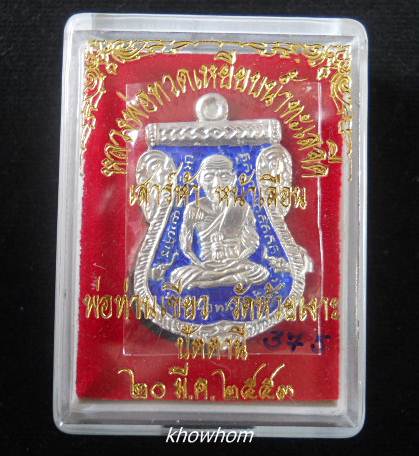 หลวงพ่อทวดเหยียบน้ำทะเลจืด
เสาร์ห้า หน้าเลื่อน
พ่อท่านเขียว วัดห้วยเงาะ
ปัตตานี 375
๒๐ มี.ค. ๒๕๕๓
khowhom